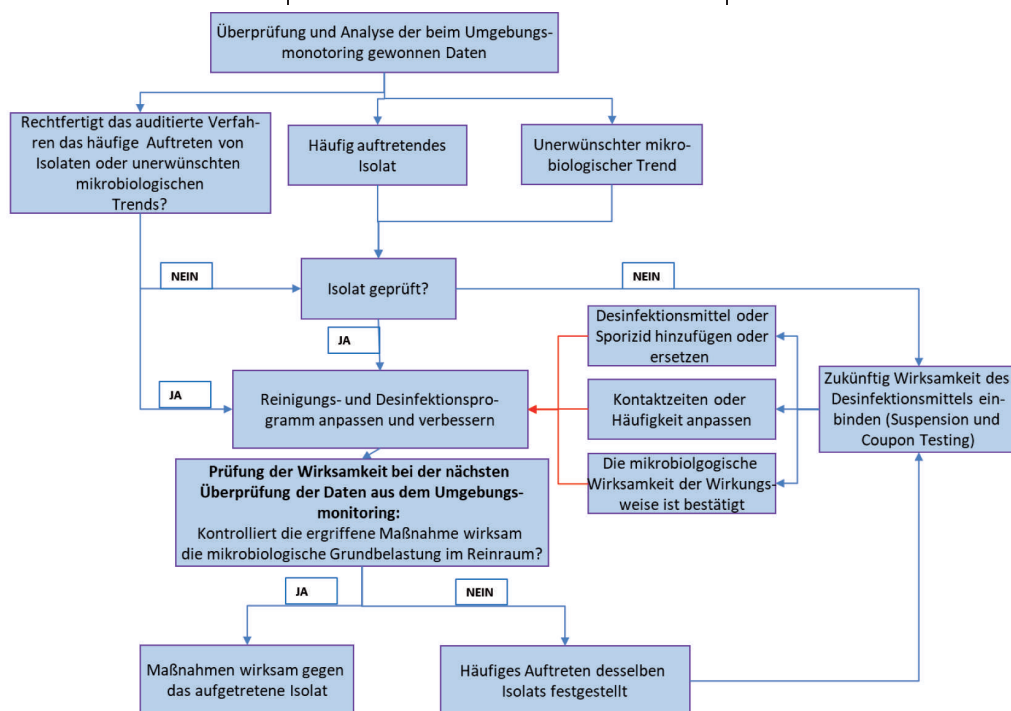 Überprüfung und Analyse der beim Umgebungs-
monotoring gewonnen Daten
Rechtfertigt das auditierte Verfah-
ren das häufige Auftreten von
Isolaten oder unerwünschten
mikrobiologischen
Trends?
Häufig auftretendes
Isolat
Unerwünschter mikro-
biologischer Trend
NEIN
Isolat geprüft?
NEIN
JA
Desinfektionsmittel oder
Sporizid hinzufügen oder
ersetzen
JA
Reinigungs- und Desinfektionspro-
gramm anpassen und verbessern
Kontaktzeiten oder
Häufigkeit anpassen
Zukünftig Wirksamkeit des
Desinfektionsmittels ein-
binden (Suspension und
Coupon Testing)
Die mikrobiolgogische
Wirksamkeit der Wirkungs-
weise ist bestätigt
Prüfung der Wirksamkeit bei der nächsten
Überprüfung der Daten aus dem Umgebungs-
monitoring:
Kontrolliert die ergriffene Maßnahme wirksam
die mikrobiologische Grundbelastung im Reinraum?
JA
NEIN
Maßnahmen wirksam gegen
das aufgetretene Isolat
Häufiges Auftreten desselben
Isolats festgestellt